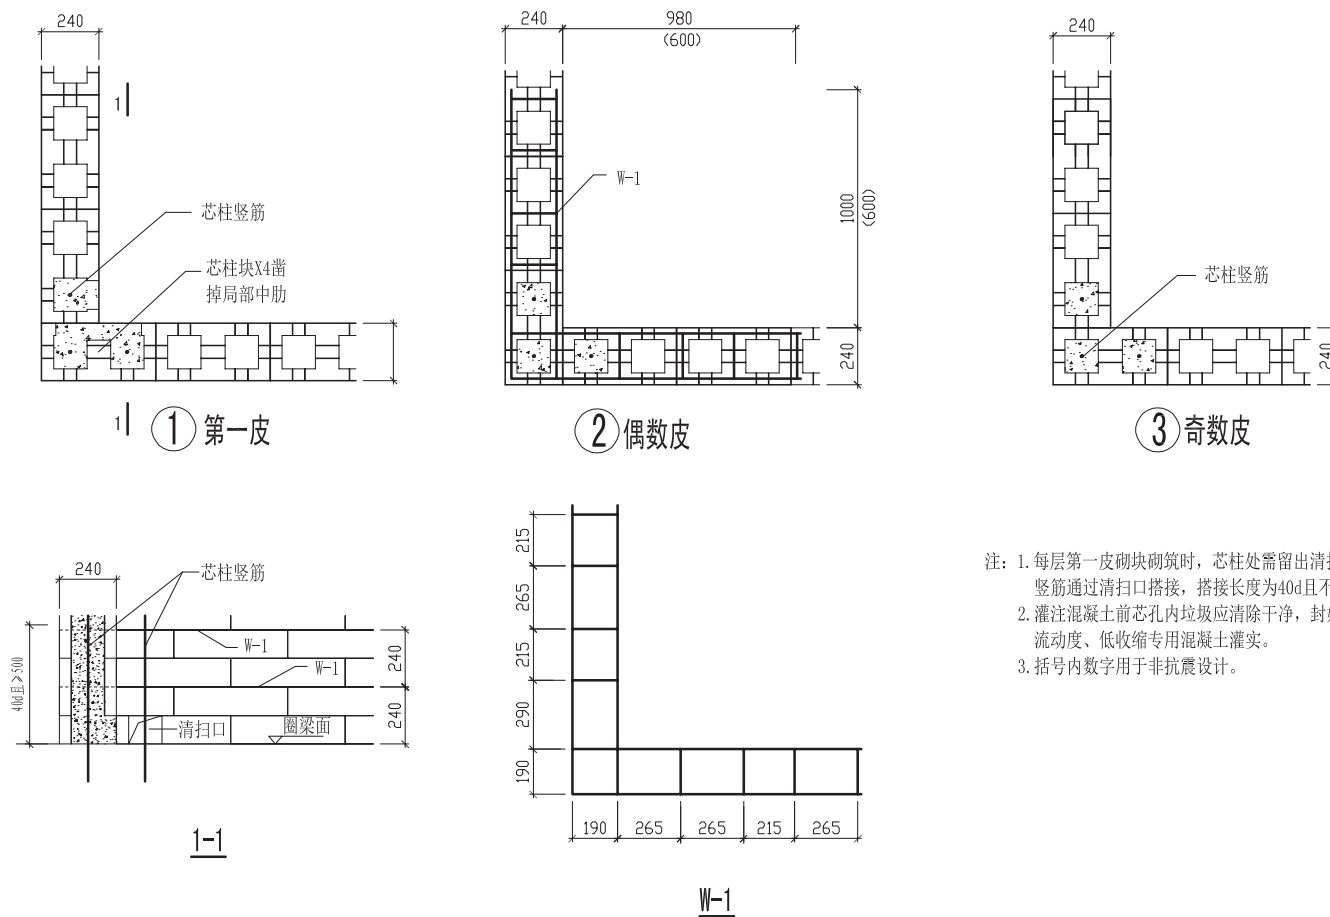 240
1
芯柱竖筋
芯柱块X4凿
掉局部中肋
1
1 第一皮
240
980
(600)
W-1
1000
(600)
240
2 偶数皮
240
芯柱竖筋
240
3 奇数皮
240
芯柱竖筋
W-1
W-1
40d且≥500
240
240
清扫口
圈梁面
1-1
215
265
215
290
190
190
265
265
215
265
W-1
注: 1.每层第一皮砌块砌筑时，芯柱处需留出清
竖筋通过清扫口搭接，搭接长度为40d且不
2.灌注混凝土前芯孔内垃圾应清除干净，封
流动度、低收缩专用混凝土灌实。
3.括号内数字用于非抗震设计。